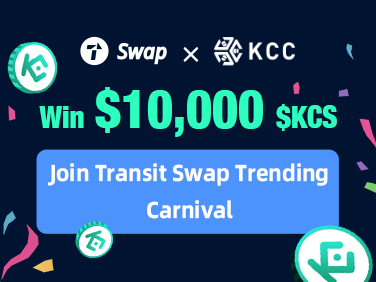 Swap × KCC
Win $10,000 $KCS
Join Transit Swap Trending
Carnival